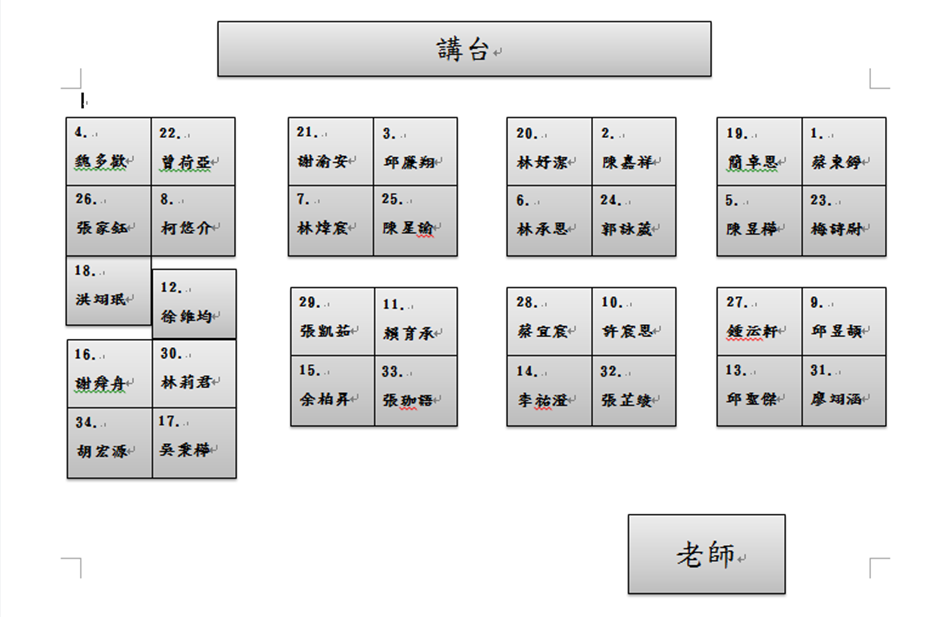 講台
4.
魏多歡
22.
曾荷亞
21.
謝渝安
3.
邱廉翔
20.
林妤潔
2.
陳嘉祥
19.
簡卓恩
1.
蔡東錚
26.
張家鈺
8.
柯悠介
7.
林煒宸
25.
陳星諭
6.
林承恩
24.
郭詠葳
5.
陳昱樺
23.
梅詩尉
18.
洪翊珉
12.
徐維均
29.
張凱茹
11.
賴育承
28.
蔡宜宸
10.
許宸恩
27.
鍾沄軒
9.
邱昱頡
16.
謝舜舟
30.
林莉君
15.
余柏昇
33.
張珈語
14.
李祐澄
32.
張芷
13.
邱聖傑
31.
廖翊涵
34.
胡宏源
17.
吳秉樺
老師